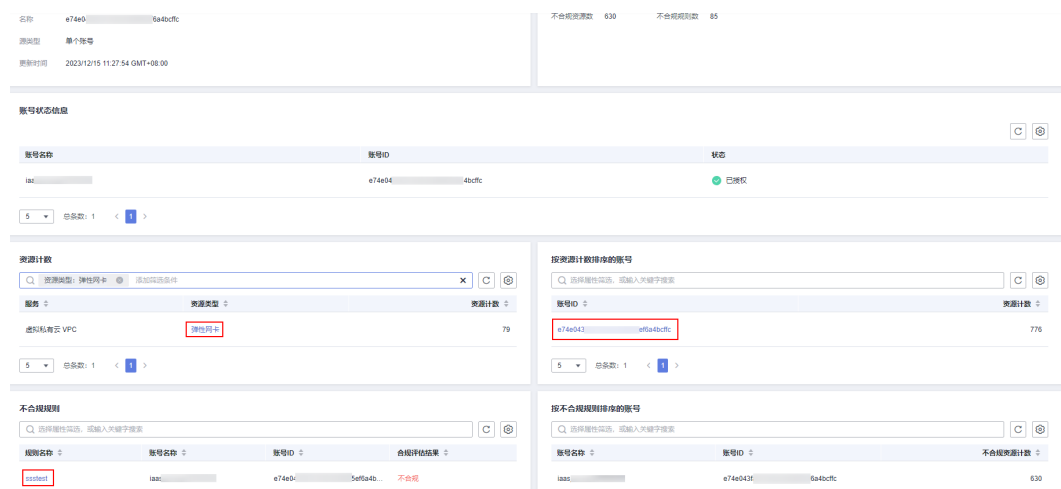 名称 e74e0 6a4bcffc
源类型 单个账号
更新时间 2023/12/15 11:27:54 GMT+08:00
不合规资源数 630 不合规规则数 85
账号状态信息
账号名称 账号ID 状态
iaa e74e04 4bcffc 已授权
5 总条数: 1 < 1 >
资源计数
资源类型: 弹性网卡 添加筛选条件
服务 资源类型 资源计数
虚拟私有云 VPC 弹性网卡 79
5 总条数: 1 < 1 >
按资源计数排序的账号
选择属性筛选, 或输入关键字搜索
账号ID 资源计数
e74e043 ef6a4bcffc 776
5 总条数: 1 < 1 >
不合规规则
选择属性筛选, 或输入关键字搜索
规则名称 账号名称 账号ID 合规评估结果
ssstest iaas e74e04 5ef6a4b... 不合规
按不合规规则排序的账号
选择属性筛选, 或输入关键字搜索
账号名称 账号ID 不合规资源计数
iaas e74e043f 6a4bcffc 630